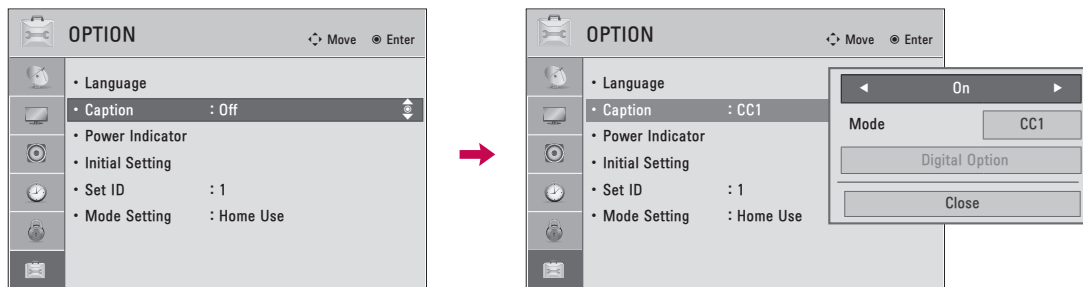 OPTION
Move Enter
• Language
• Caption : Off
• Power Indicator
• Initial Setting
• Set ID : 1
• Mode Setting : Home Use
OPTION
Move Enter
• Language
• Caption : CC1
• Power Indicator
• Initial Setting
• Set ID : 1
• Mode Setting : Home Use
On
Mode CC1
Digital Option
Close